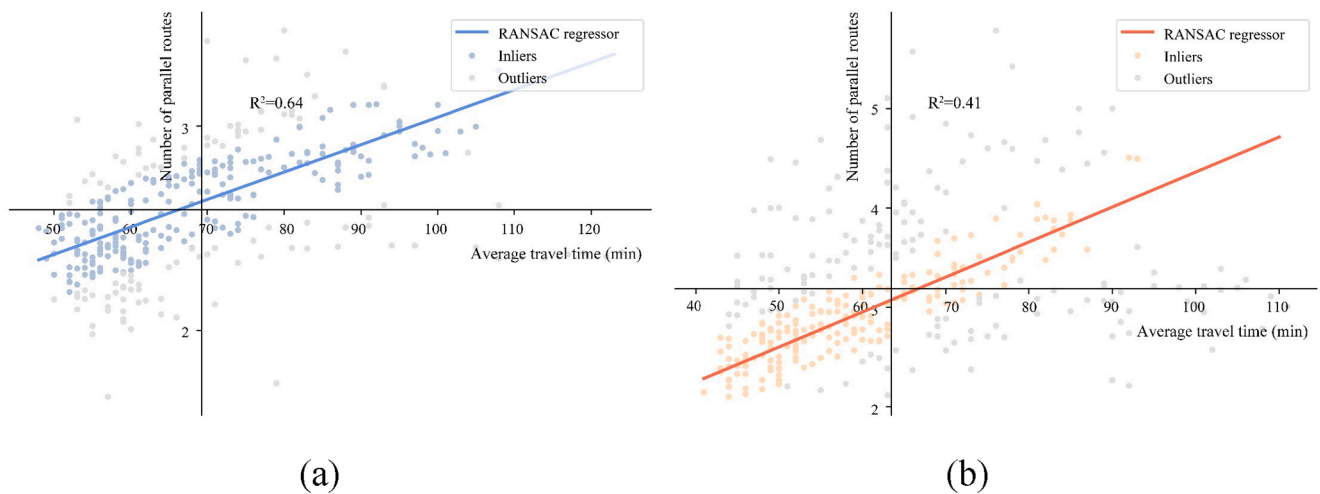 Number of parallel routes
RANSAC regressor
Inliers
Outliers
R²=0.64
3
2
50
60
70
80
90
100
110
120
Average travel time (min)
(a)
Number of parallel routes
RANSAC regressor
Inliers
Outliers
R²=0.41
5
4
3
2
40
50
60
70
80
90
100
110
Average travel time (min)
(b)